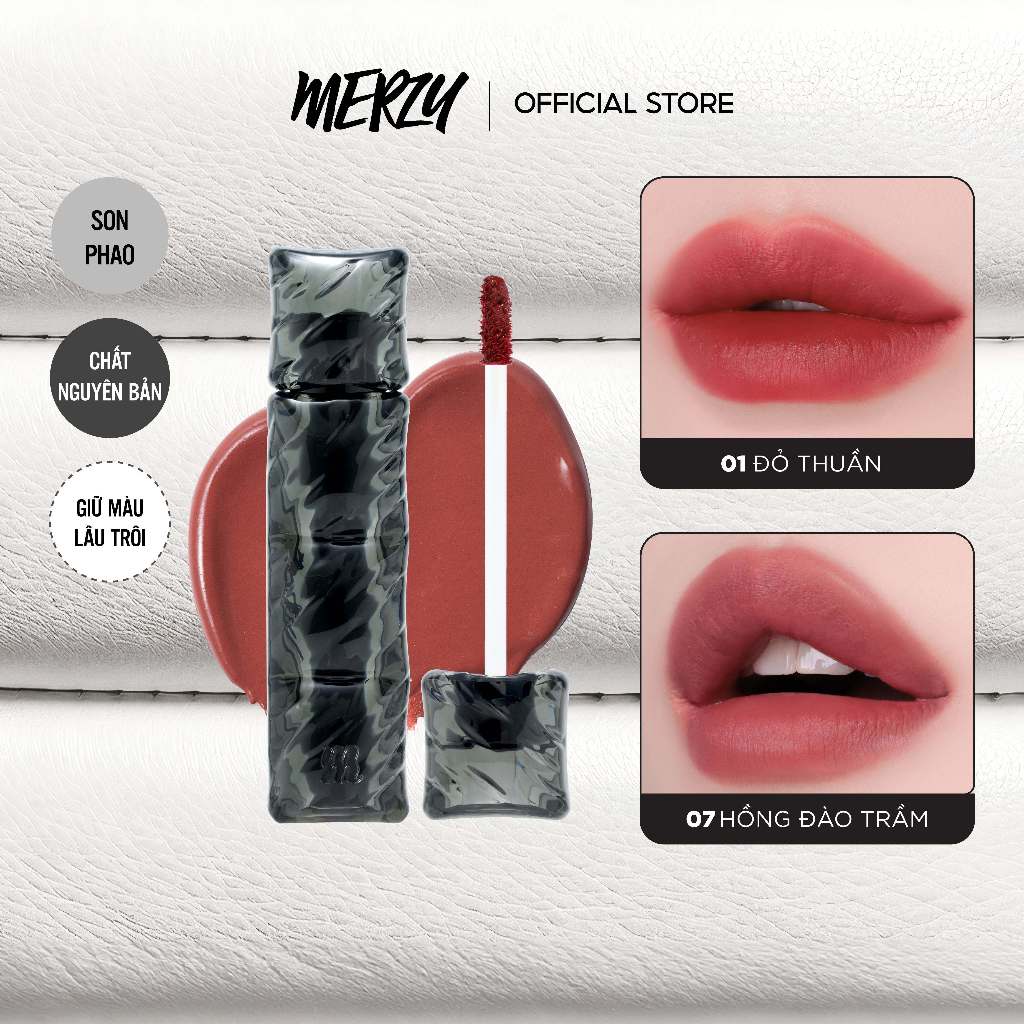 MERZY
OFFICIAL STORE
SON
PHAO
CHẤT
NGUYÊN BẢN
GIỮ MÀU
LÂU TRÔI
01 ĐỎ THUẦN
07 HỒNG ĐÀO TRẦM